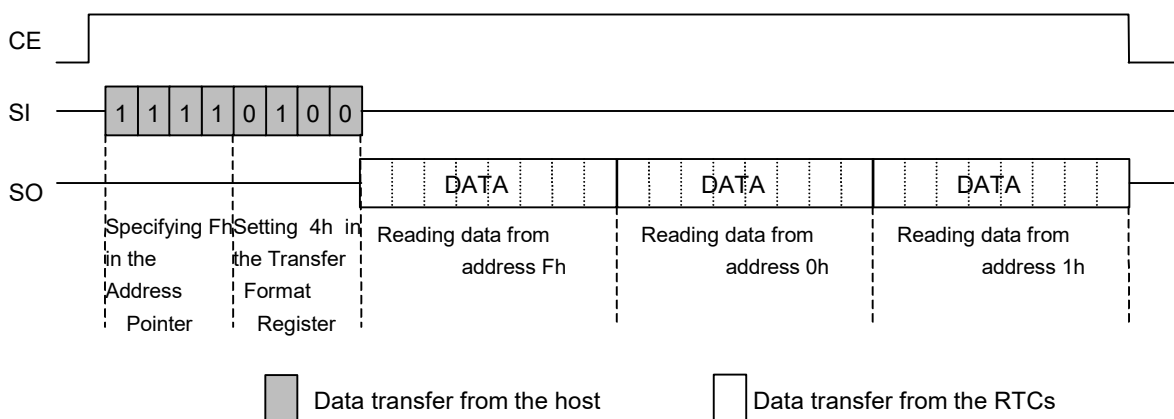 CE
SI
1 1 1 1 0 1 0 0
SO
DATA DATA DATA
Specifying Fh
in the
Address
Pointer
Setting 4h in
the Transfer
Format
Register
Reading data from
address Fh
Reading data from
address 0h
Reading data from
address 1h
Data transfer from the host
Data transfer from the RTCs